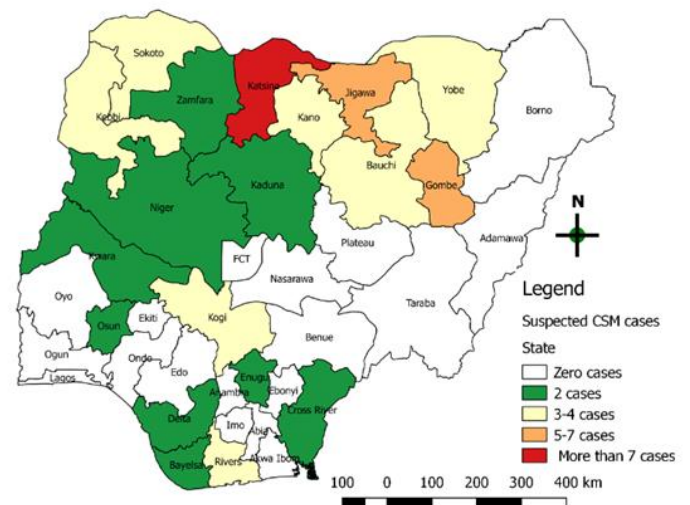 Sokoto
Katsina
Zamfara
Jigawa
Yobe
Kebbi
Kano
Borno
Bauchi
Kaduna
Gombe
Niger
N
Adamawa
Plateau
Kwara
FCT
Nasarawa
Taraba
Legend
Oyo
Kogi
Suspected CSM cases
Osun
Ekiti
Benue
State
Ogun
Ondo
Edo
Zero cases
Lagos
Enugu
2 cases
Anambra
Ebonyi
Cross River
3-4 cases
Delta
Imo
Abia
5-7 cases
Bayelsa
Rivers
Akwa Ibom
More than 7 cases
100 0 100 200 300 400 km